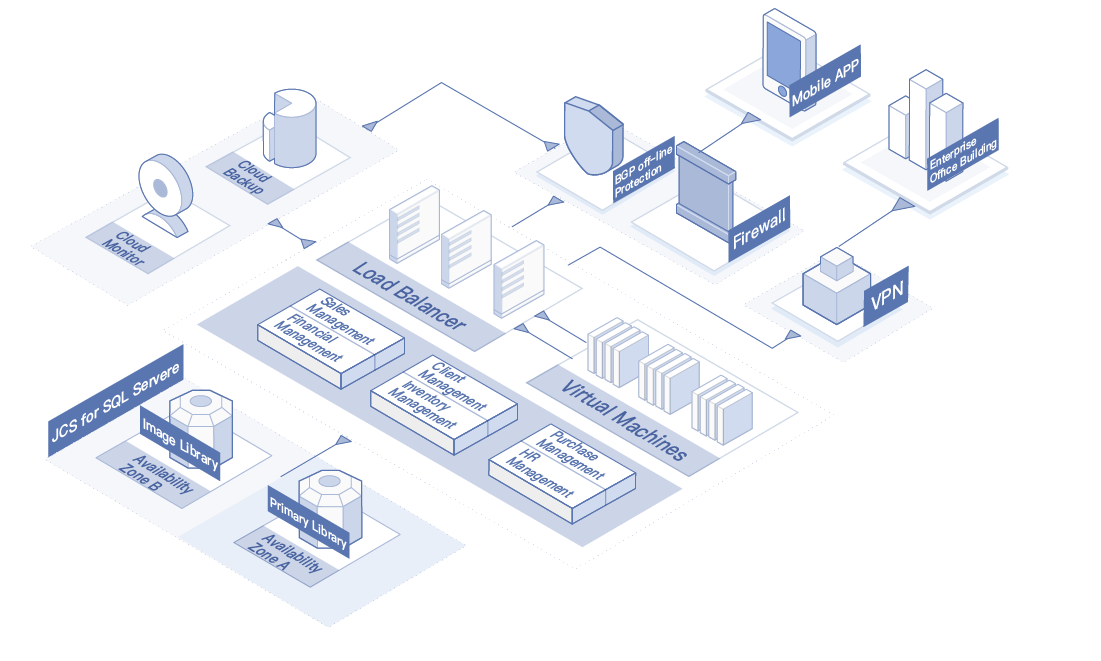 Mobile APP
Enterprise
Office Building
BGP off-line
Protection
Firewall
VPN
Cloud
Backup
Cloud
Monitor
Load Balancer
Sales
Management
Financial
Management
Client
Management
Inventory
Management
Purchase
Management
HR
Management
Virtual Machines
JCS for SQL Servere
Image Library
Availability
Zone B
Primary Library
Availability
Zone A